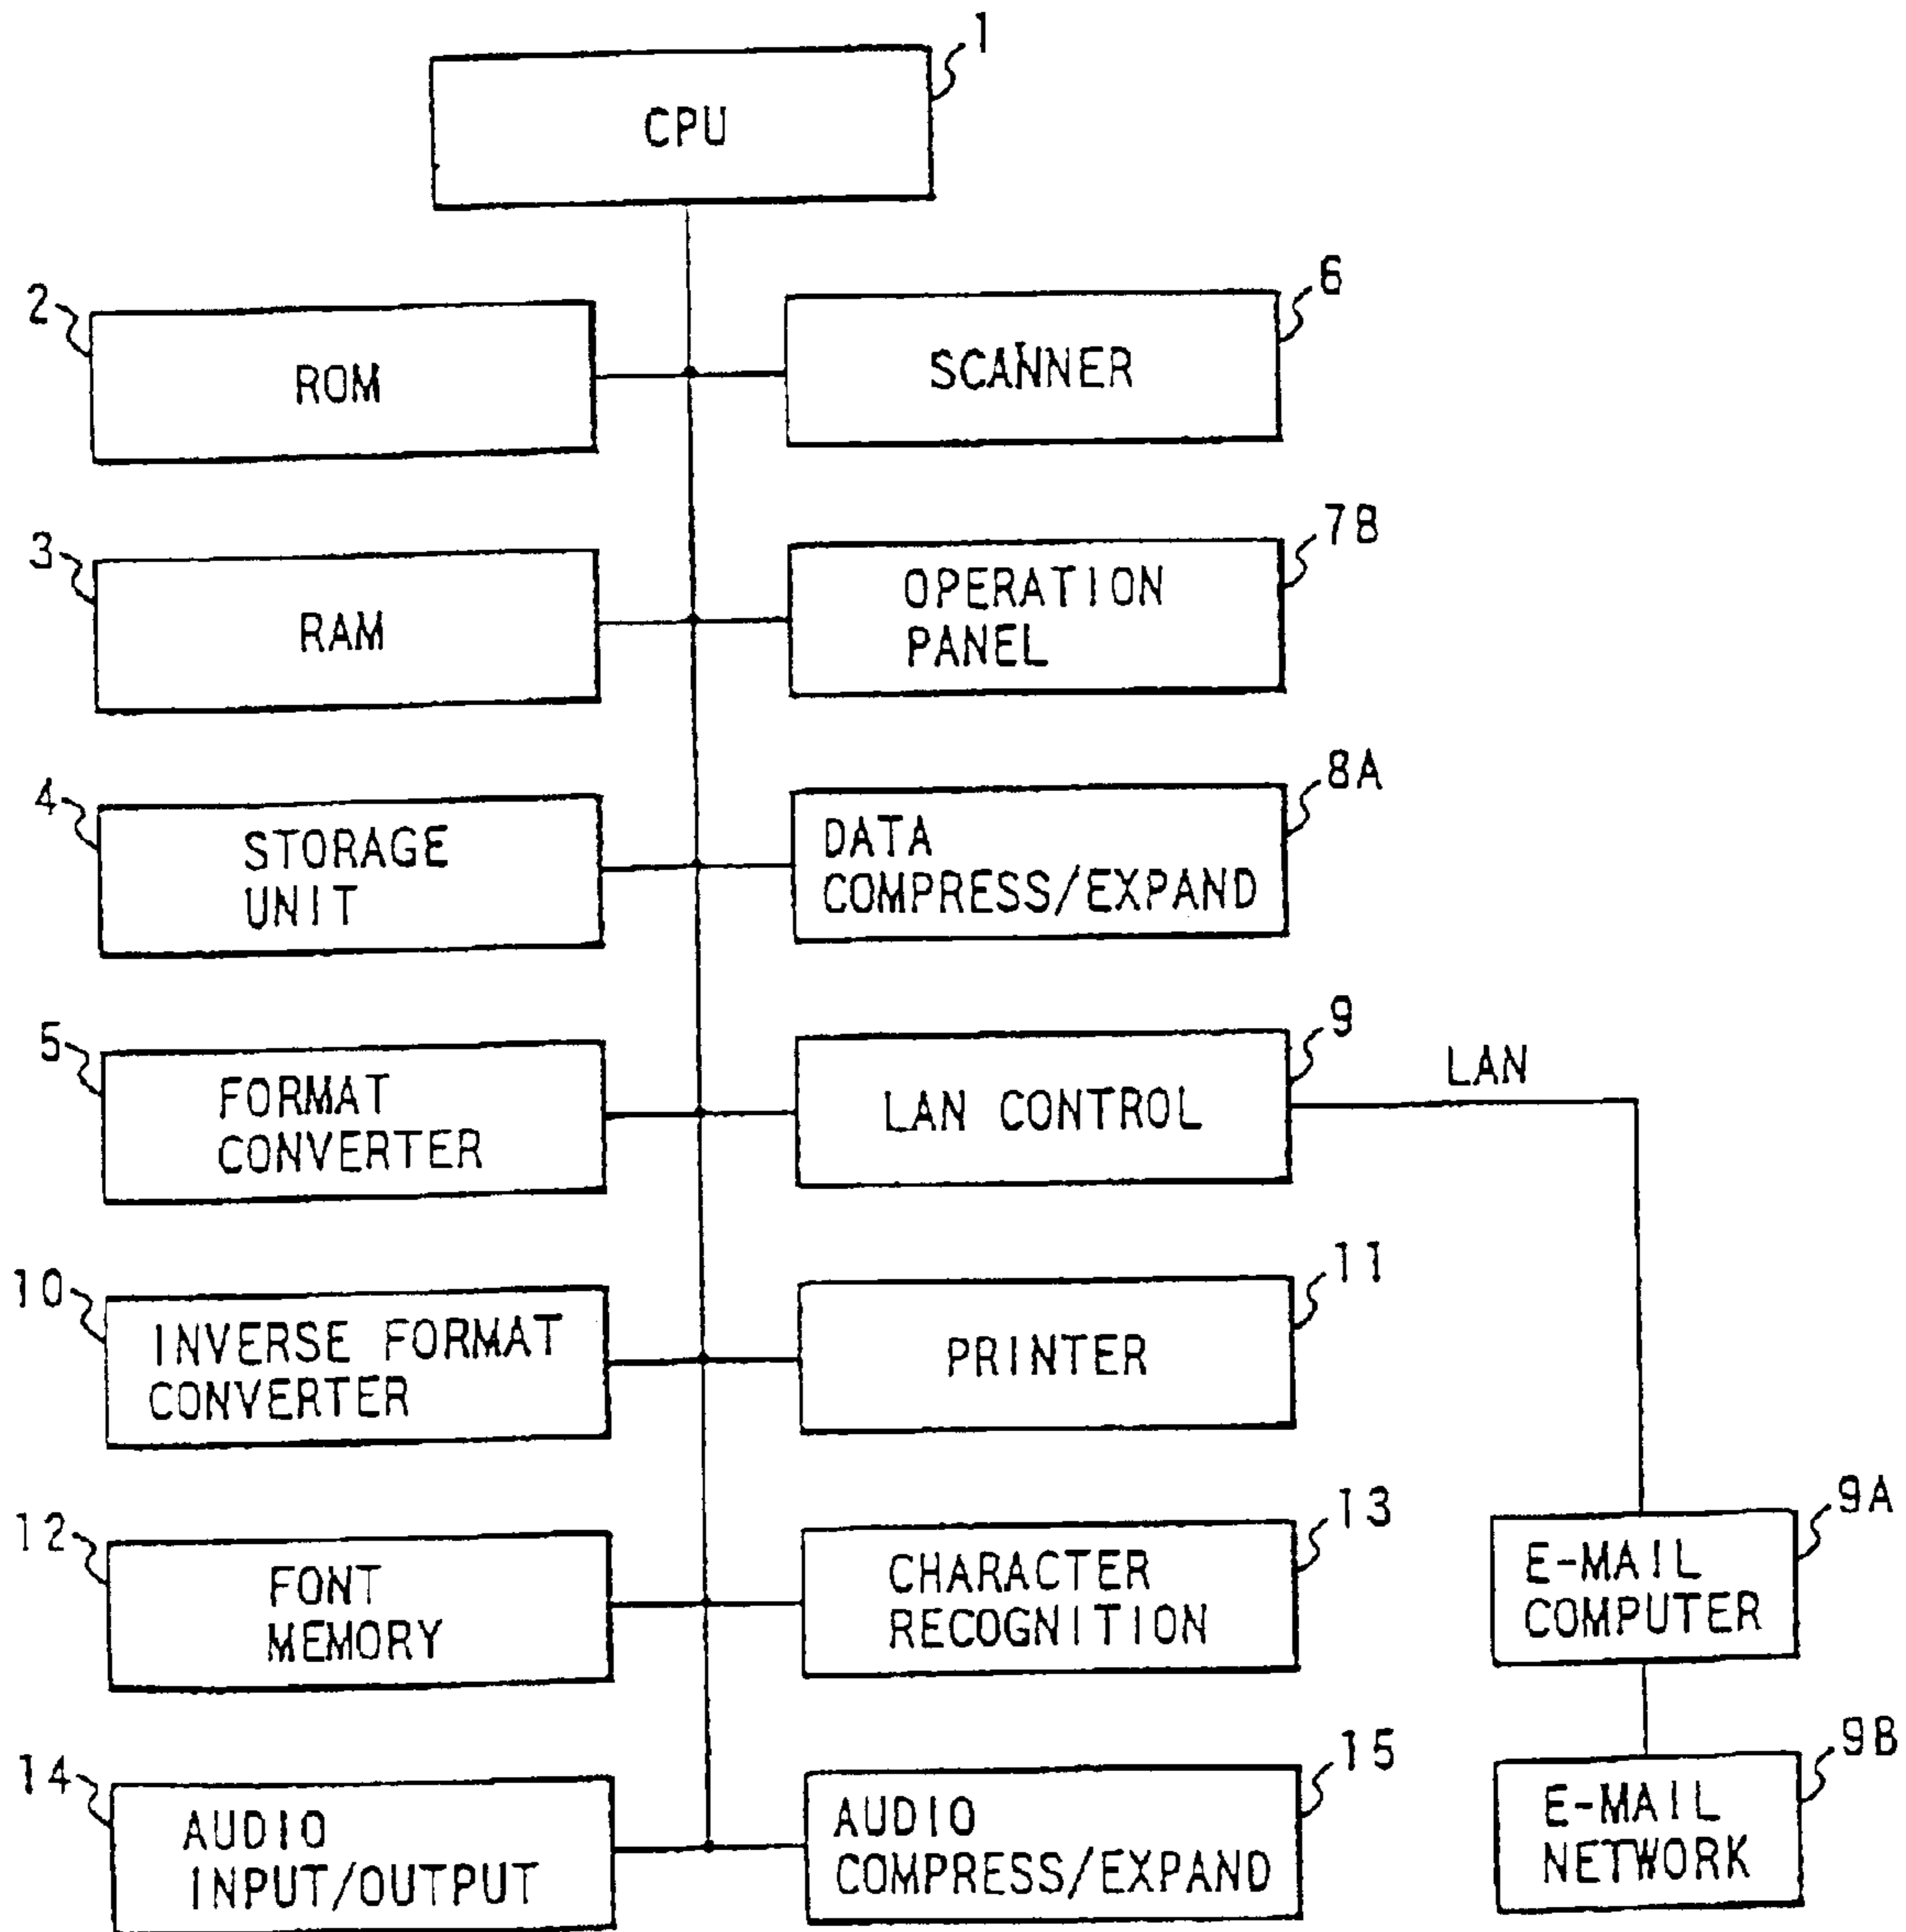 1
CPU
2
ROM
6
SCANNER
3
RAM
7B
OPERATION
PANEL
4
STORAGE
UNIT
8A
DATA
COMPRESS/EXPAND
5
FORMAT
CONVERTER
9
LAN CONTROL
LAN
10
INVERSE FORMAT
CONVERTER
11
PRINTER
12
FONT
MEMORY
13
CHARACTER
RECOGNITION
9A
E-MAIL
COMPUTER
14
AUDIO
INPUT/OUTPUT
15
AUDIO
COMPRESS/EXPAND
9B
E-MAIL
NETWORK